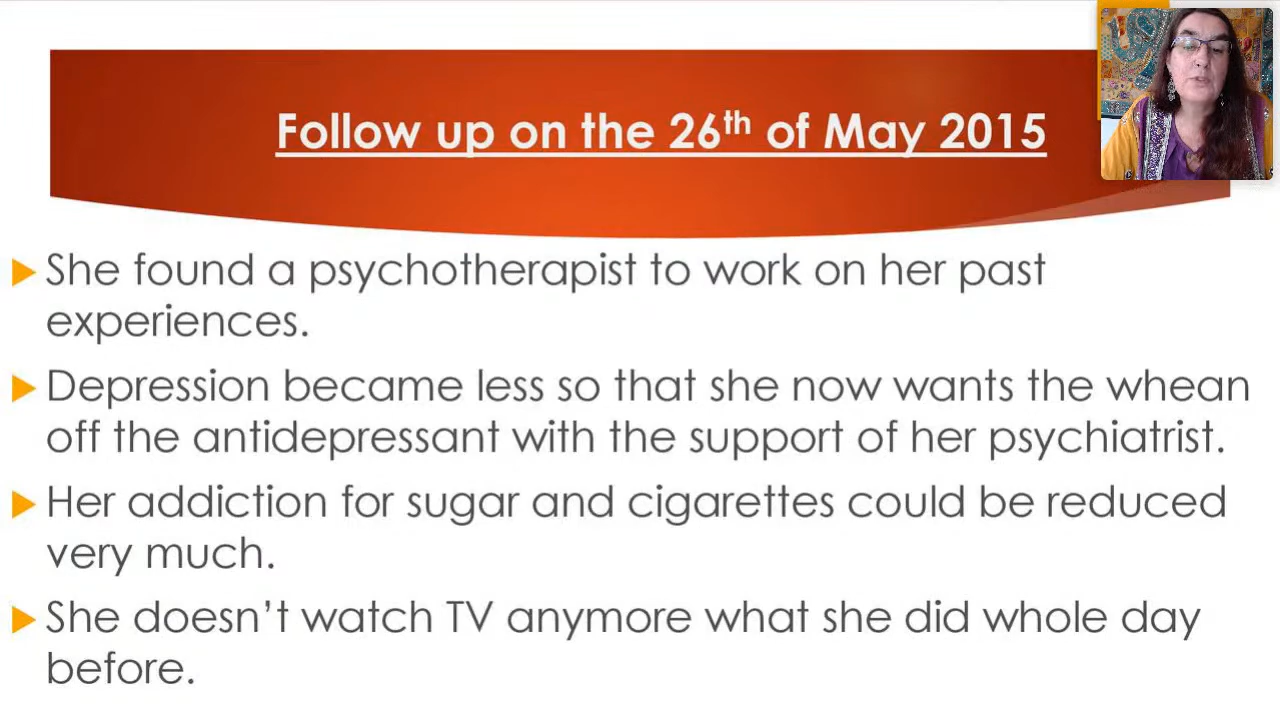 Follow up on the 26th of May 2015
She found a psychotherapist to work on her past
experiences.
Depression became less so that she now wants the whean
off the antidepressant with the support of her psychiatrist.
Her addiction for sugar and cigarettes could be reduced
very much.
She doesn’t watch TV anymore what she did whole day
before.